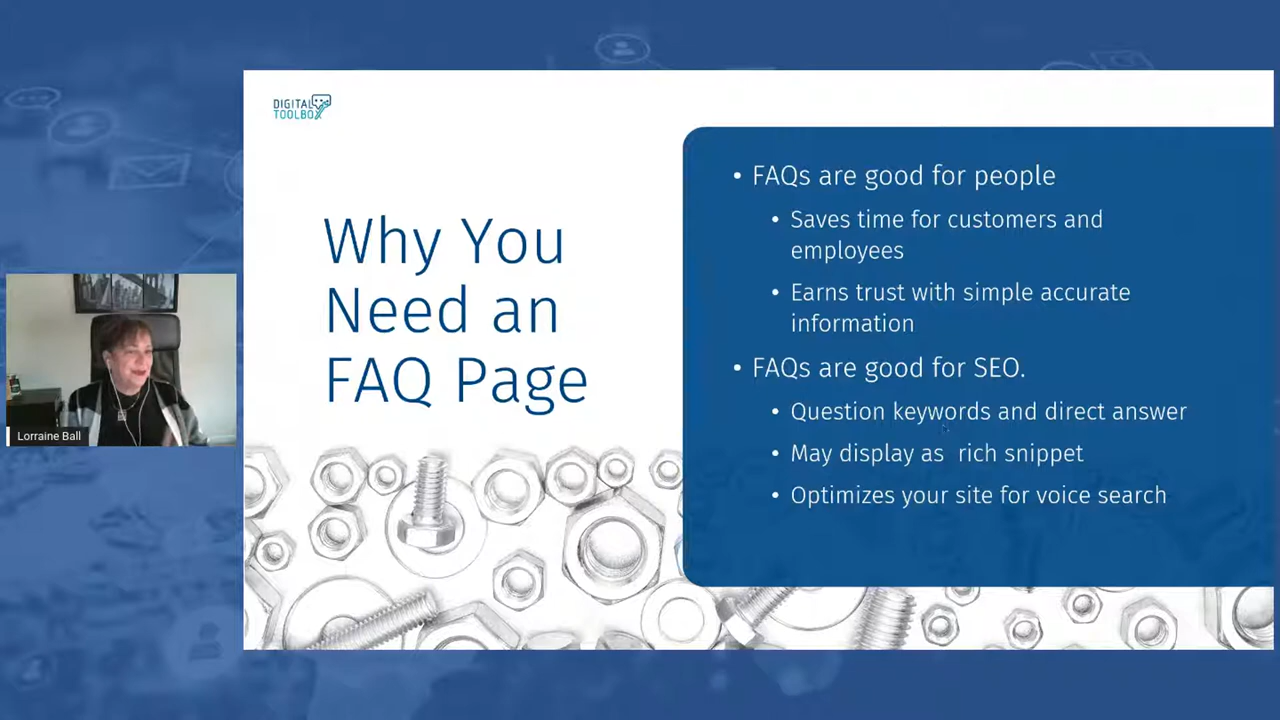 DIGITAL
TOOLBOX
Why You
Need an
FAQ Page
• FAQs are good for people
• Saves time for customers and
employees
• Earns trust with simple accurate
information
• FAQs are good for SEO.
• Question keywords and direct answer
• May display as rich snippet
• Optimizes your site for voice search
Lorraine Ball